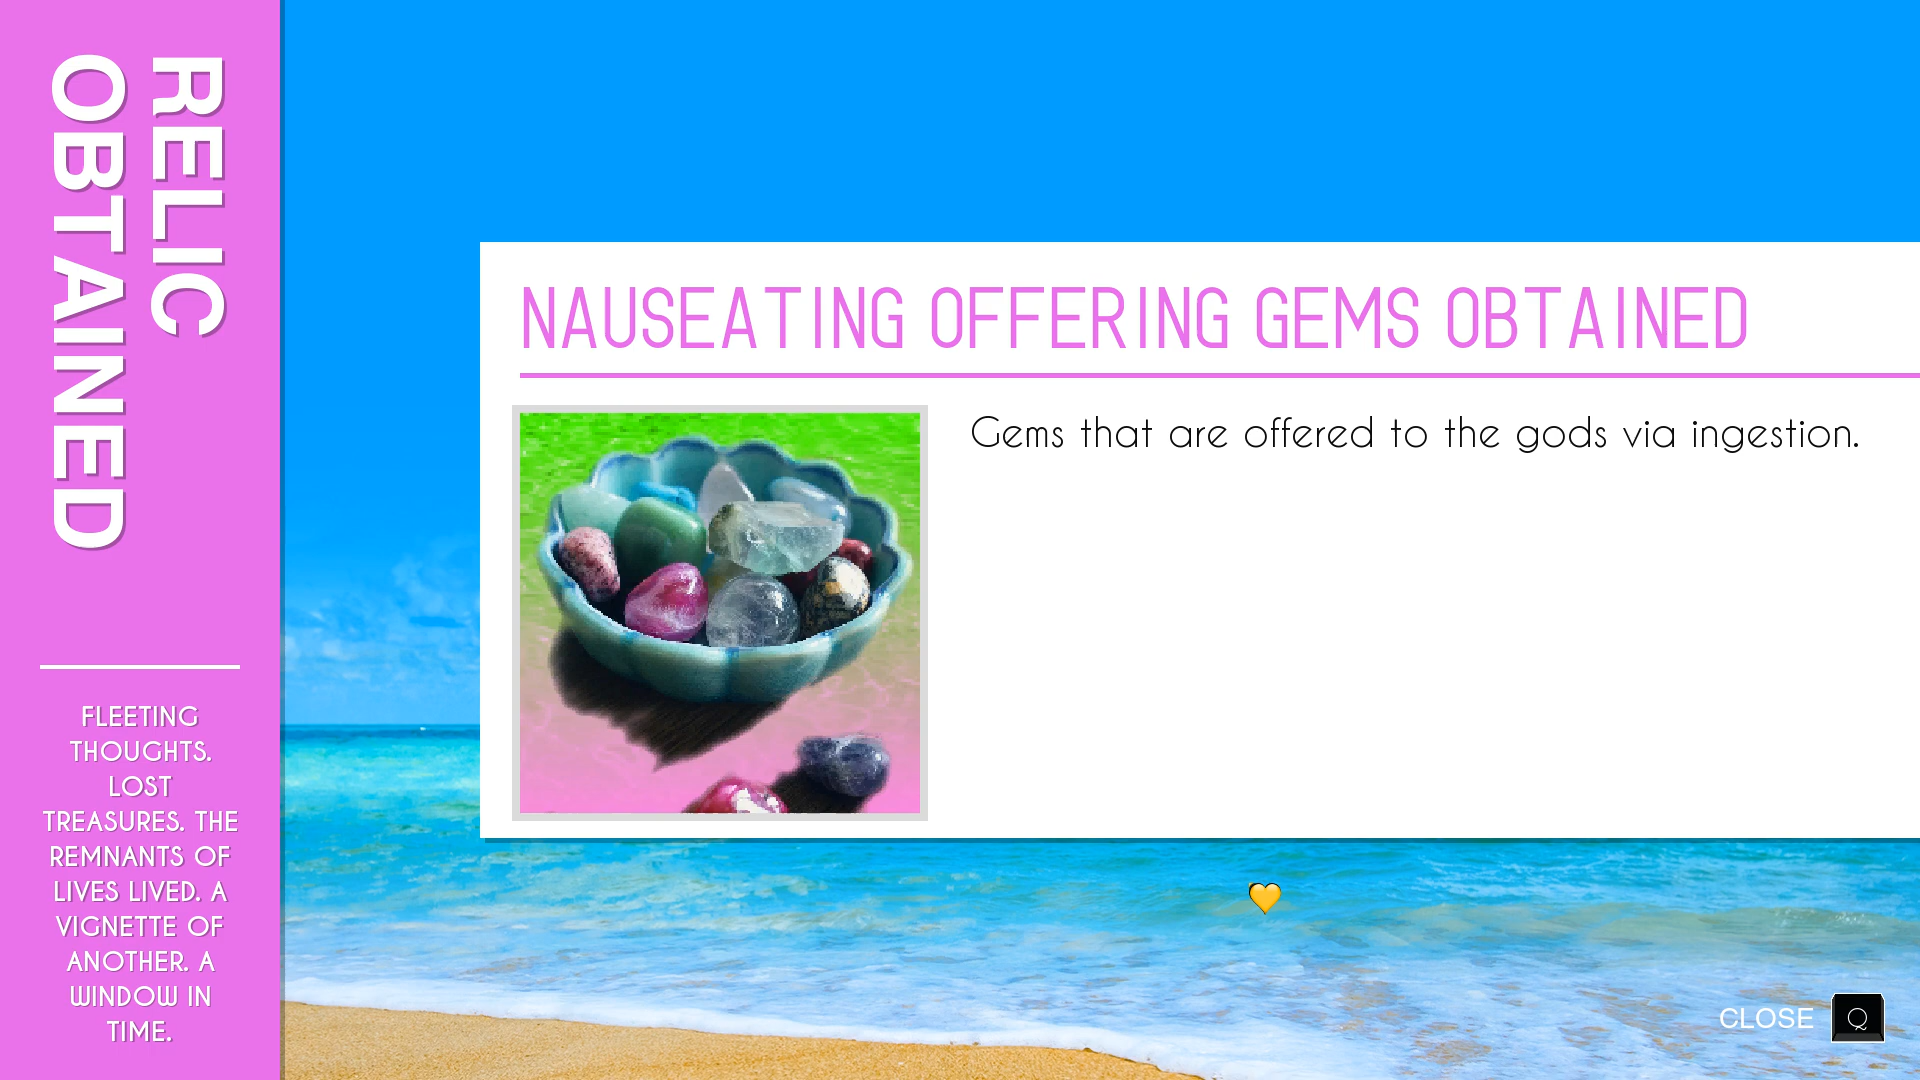 RELIC
OBTAINED
FLEETING
THOUGHTS.
LOST
TREASURES. THE
REMNANTS OF
LIVES LIVED. A
VIGNETTE OF
ANOTHER. A
WINDOW IN
TIME.
NAUSEATING OFFERING GEMS OBTAINED
Gems that are offered to the gods via ingestion.
CLOSE Q